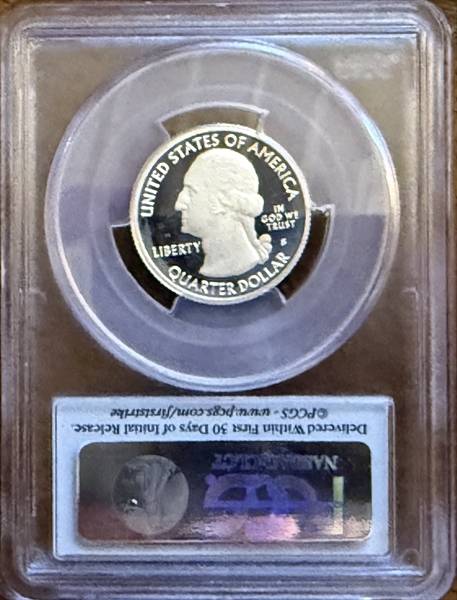 UNITED STATES OF AMERICA
IN
GOD WE
TRUST
S
LIBERTY
QUARTER DOLLAR
©PCGS - www.pcgs.com/firststrike
Delivered Within First 30 Days of Initial Release.